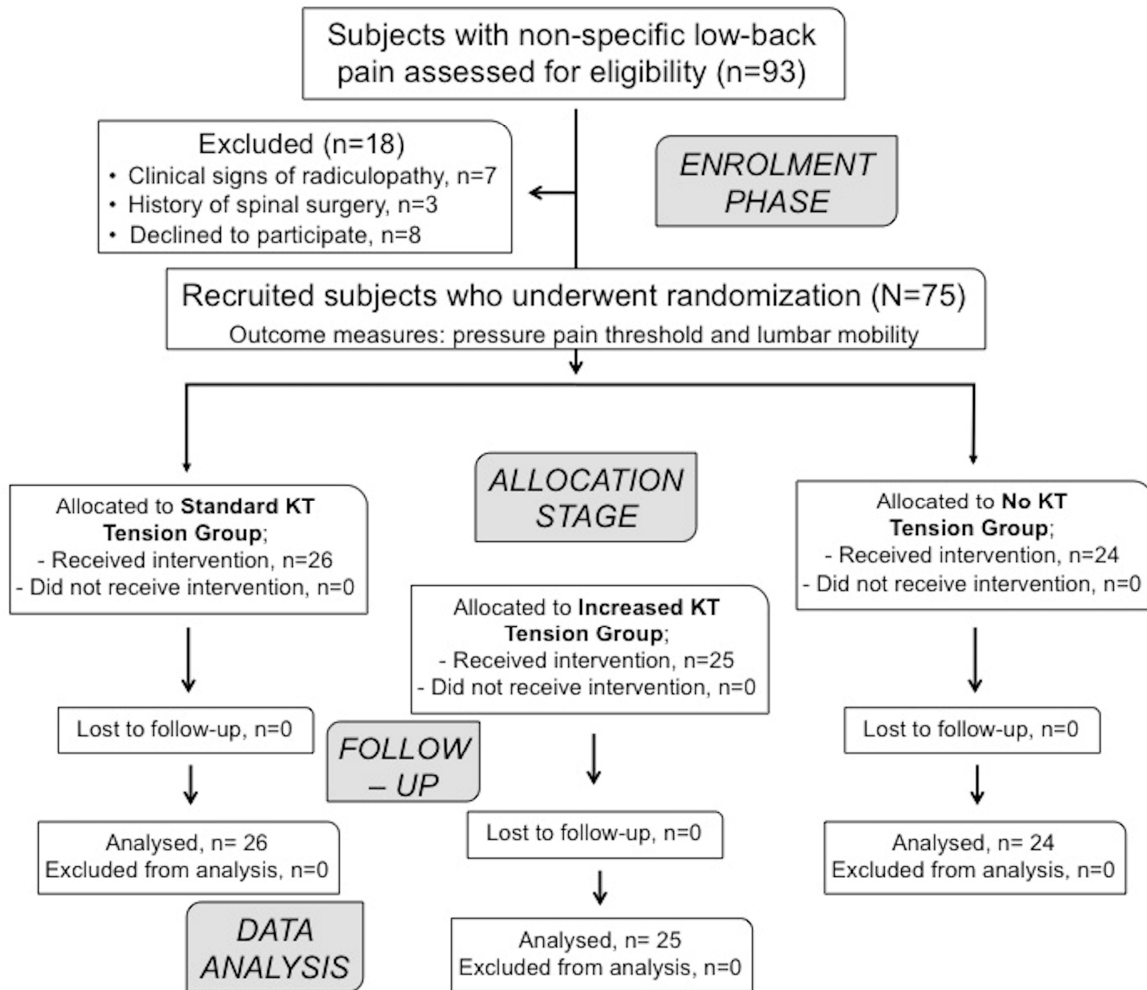 Subjects with non-specific low-back
pain assessed for eligibility (n=93)
Excluded (n=18)
• Clinical signs of radiculopathy, n=7
• History of spinal surgery, n=3
• Declined to participate, n=8
ENROLMENT
PHASE
Recruited subjects who underwent randomization (N=75)
Outcome measures: pressure pain threshold and lumbar mobility
ALLOCATION
STAGE
Allocated to Standard KT
Tension Group;
- Received intervention, n=26
- Did not receive intervention, n=0
Allocated to Increased KT
Tension Group;
- Received intervention, n=25
- Did not receive intervention, n=0
Allocated to No KT
Tension Group;
- Received intervention, n=24
- Did not receive intervention, n=0
FOLLOW
– UP
Lost to follow-up, n=0
Lost to follow-up, n=0
Lost to follow-up, n=0
Analysed, n= 26
Excluded from analysis, n=0
Analysed, n= 25
Excluded from analysis, n=0
Analysed, n= 24
Excluded from analysis, n=0
DATA
ANALYSIS